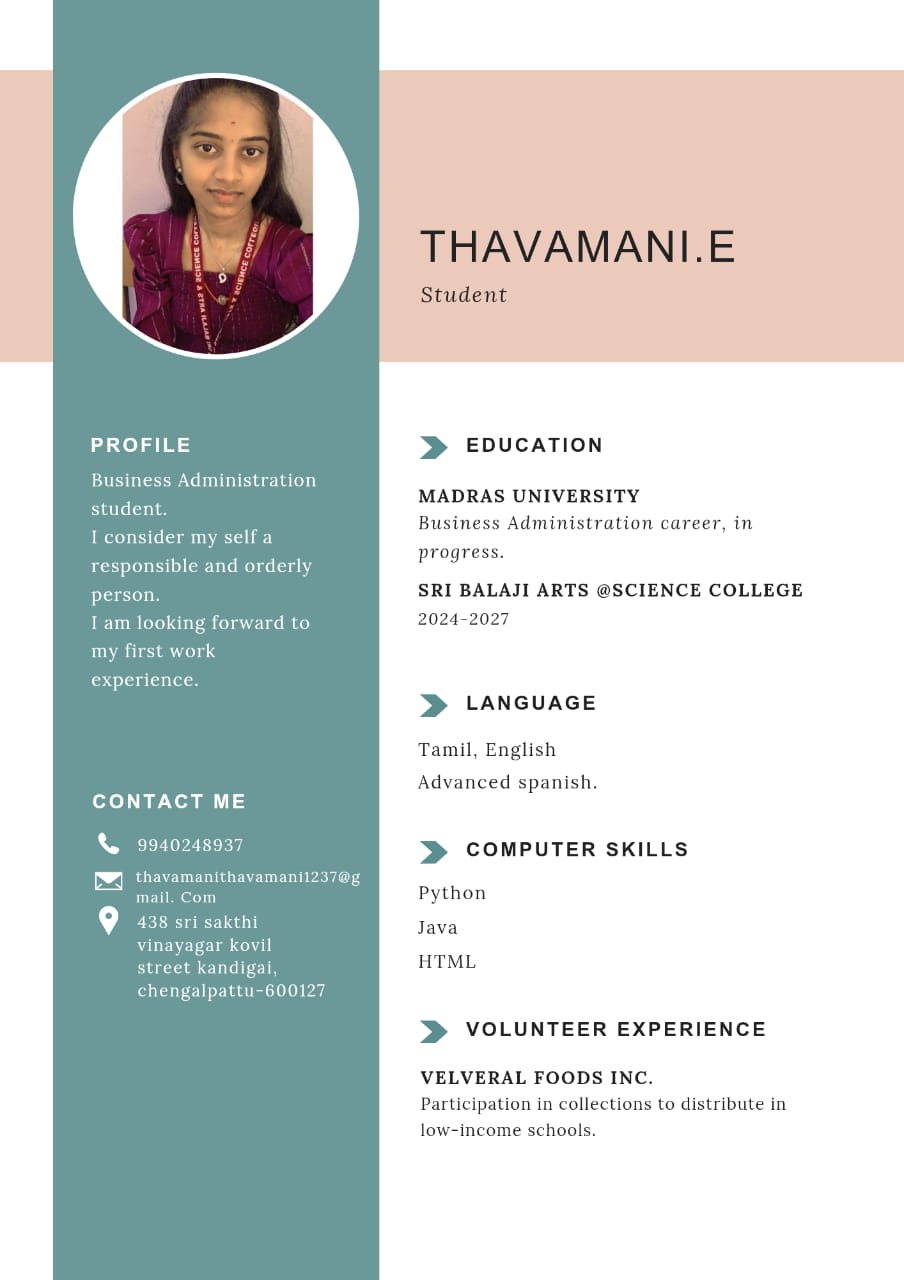 THAVAMANI.E
Student
PROFILE
Business Administration
student.
I consider my self a
responsible and orderly
person.
I am looking forward to
my first work
experience.
CONTACT ME
9940248937
thavamanithavamani1237@g
mail. Com
438 sri sakthi
vinayagar kovil
street kandigai,
chengalpattu-600127
EDUCATION
MADRAS UNIVERSITY
Business Administration career, in
progress.
SRI BALAJI ARTS @SCIENCE COLLEGE
2024-2027
LANGUAGE
Tamil, English
Advanced spanish.
COMPUTER SKILLS
Python
Java
HTML
VOLUNTEER EXPERIENCE
VELVERAL FOODS INC.
Participation in collections to distribute in
low-income schools.